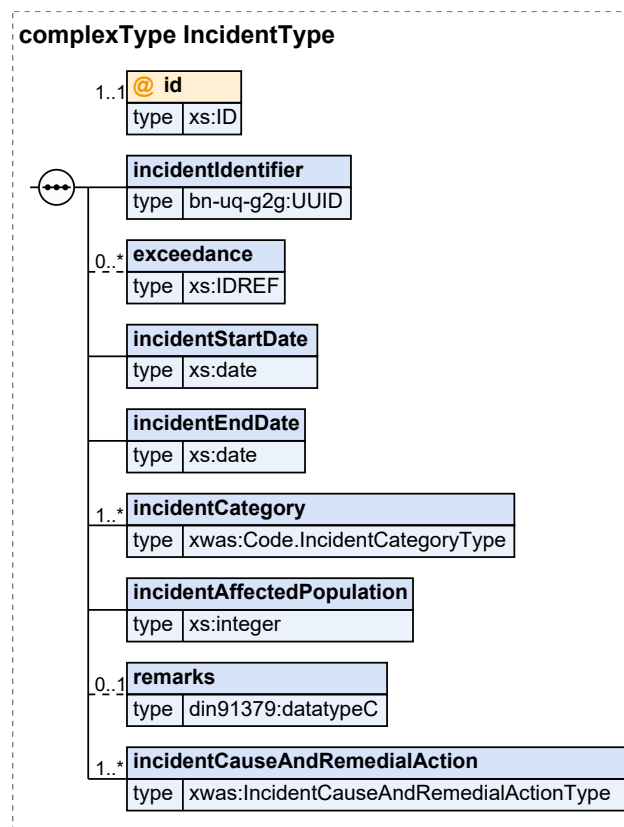 complexType IncidentType
1..1 @ id
type xs:ID
incidentIdentifier
type bn-uq-g2g:UUID
0..* exceedance
type xs:IDREF
incidentStartDate
type xs:date
incidentEndDate
type xs:date
1..* incidentCategory
type xwas:Code.IncidentCategoryType
incidentAffectedPopulation
type xs:integer
0..1 remarks
type din91379:datatypeC
1..* incidentCauseAndRemedialAction
type xwas:IncidentCauseAndRemedialActionType